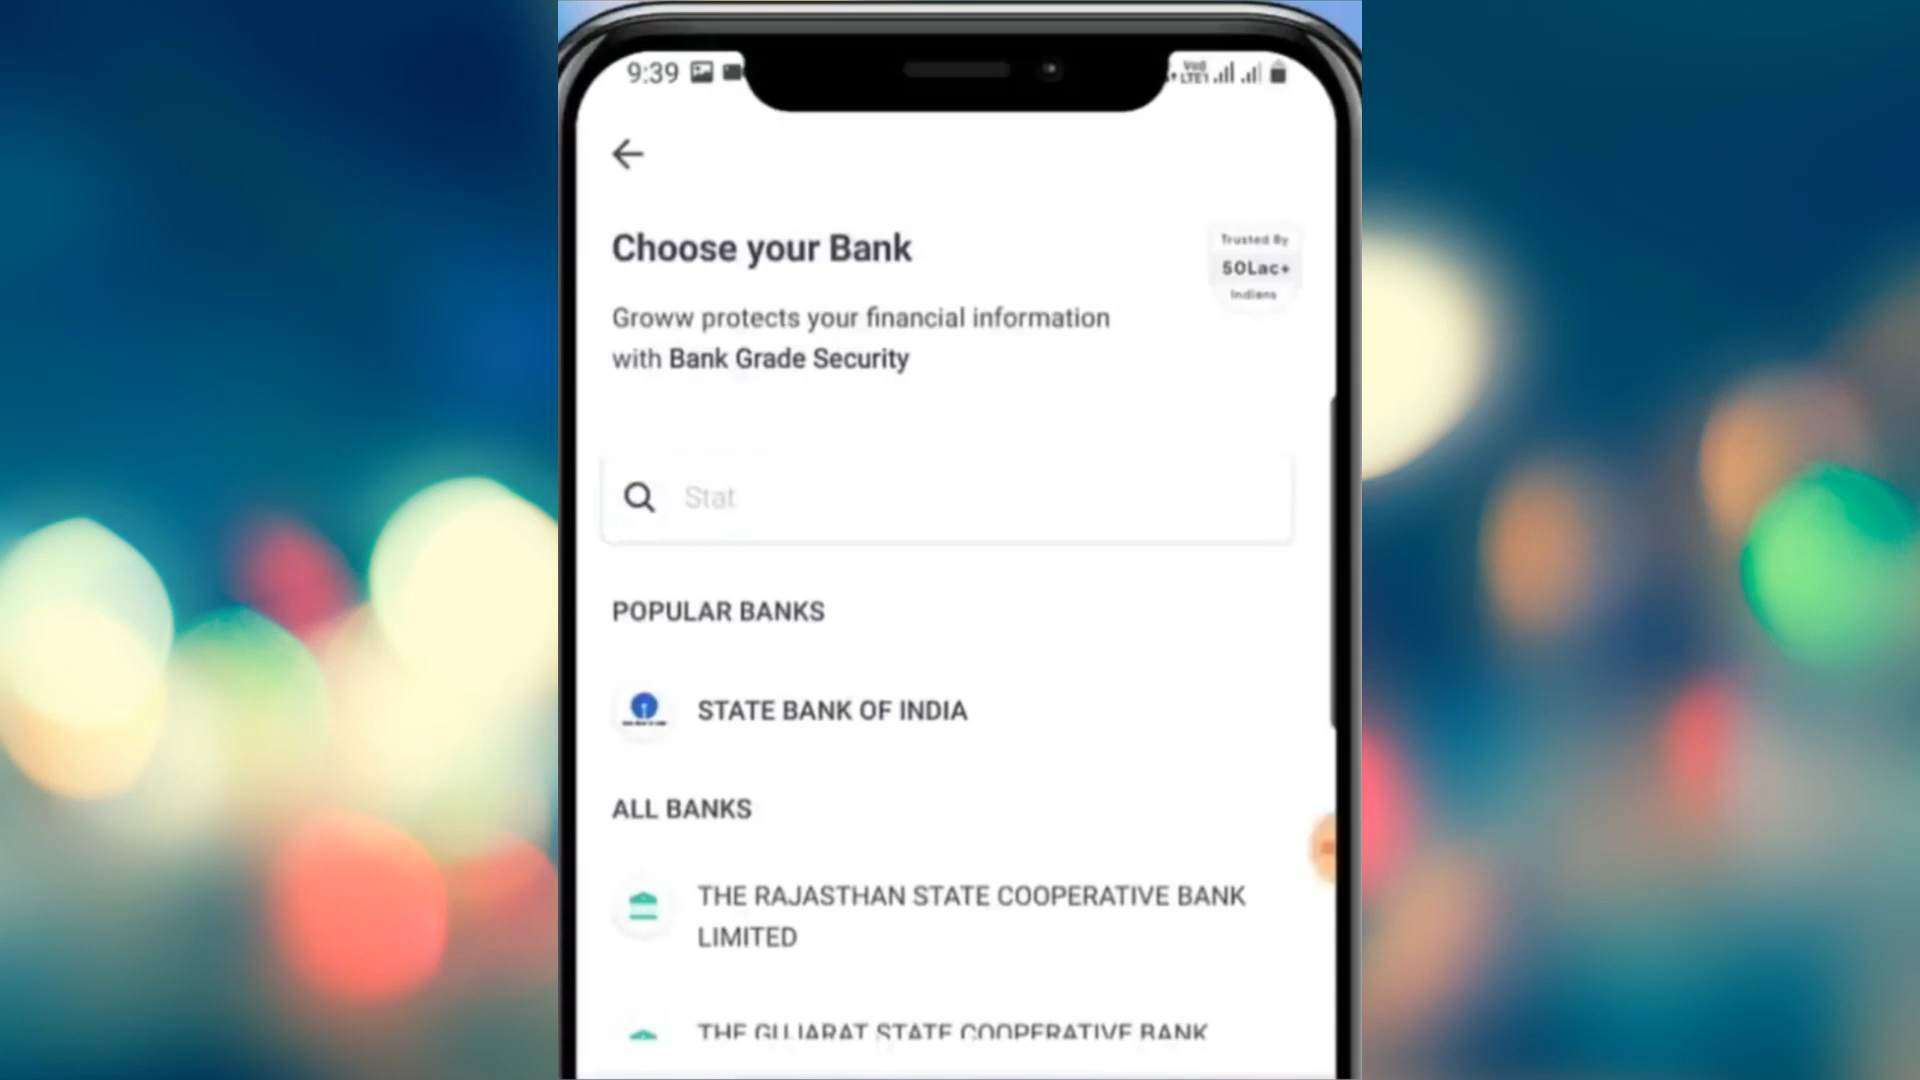 9:39
Choose your Bank
Trusted By
50Lac+
Indians
Groww protects your financial information
with Bank Grade Security
Stat
POPULAR BANKS
STATE BANK OF INDIA
ALL BANKS
THE RAJASTHAN STATE COOPERATIVE BANK
LIMITED
THE GUJARAT STATE COOPERATIVE BANK